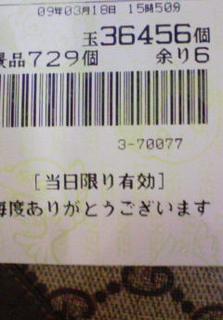 09年03月18日 15時50分
玉36456個
景品729個 余り6
3-70077
[当日限り有効]
毎度ありがとうございます